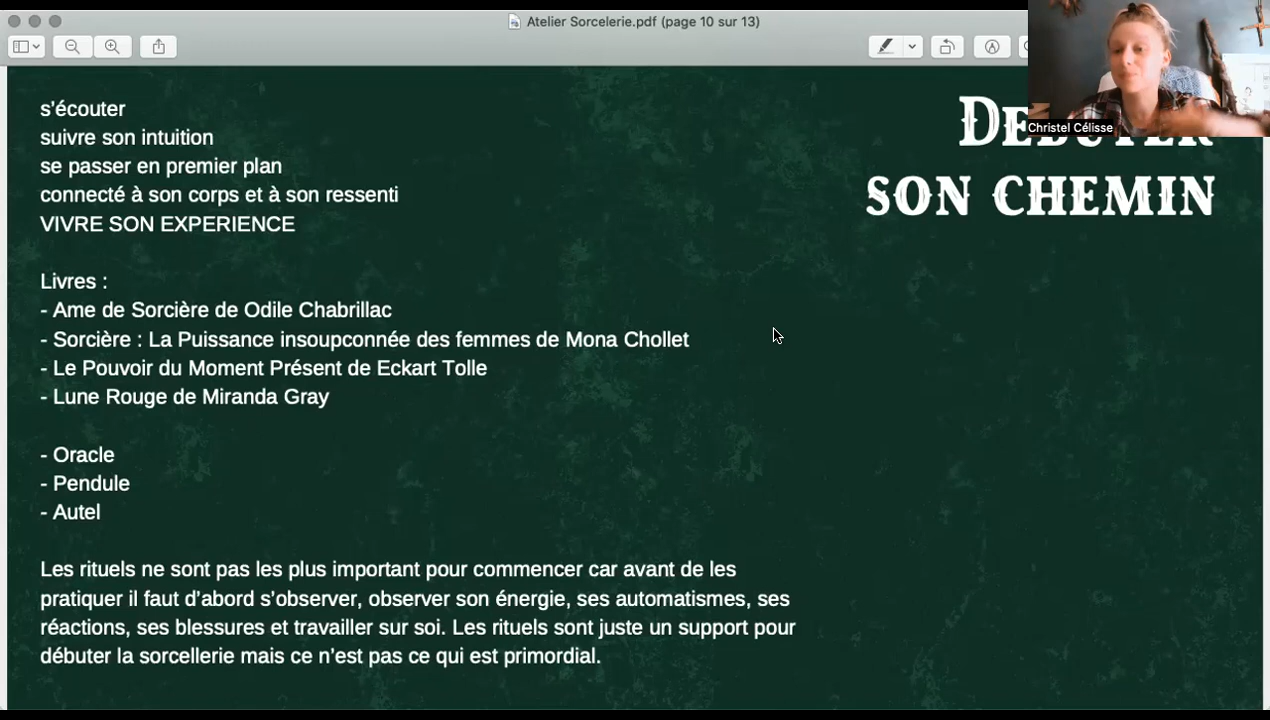 Atelier Sorcelerie.pdf (page 10 sur 13)
Christel Célisse
SON CHEMIN
s'écouter
suivre son intuition
se passer en premier plan
connecté à son corps et à son ressenti
VIVRE SON EXPERIENCE
Livres :
- Ame de Sorcière de Odile Chabrillac
- Sorcière : La Puissance insoupconnée des femmes de Mona Chollet
- Le Pouvoir du Moment Présent de Eckart Tolle
- Lune Rouge de Miranda Gray
- Oracle
- Pendule
- Autel
Les rituels ne sont pas les plus important pour commencer car avant de les
pratiquer il faut d'abord s'observer, observer son énergie, ses automatismes, ses
réactions, ses blessures et travailler sur soi. Les rituels sont juste un support pour
débuter la sorcellerie mais ce n'est pas ce qui est primordial.